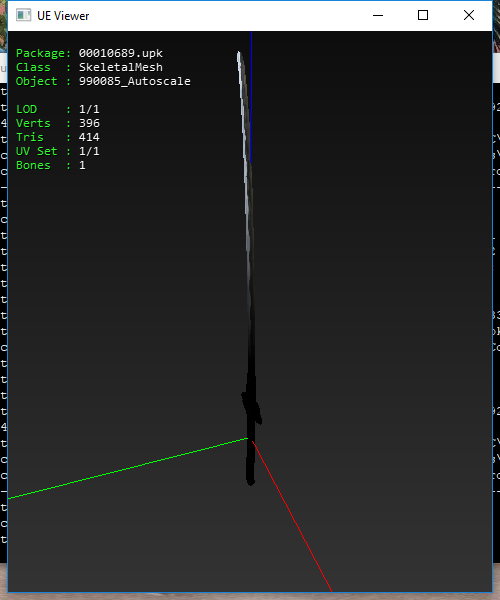 UE Viewer
Package: 00010689.upk
Class  : SkeletalMesh
Object : 990085_Autoscale
LOD    : 1/1
Verts  : 396
Tris   : 414
UV Set : 1/1
Bones  : 1